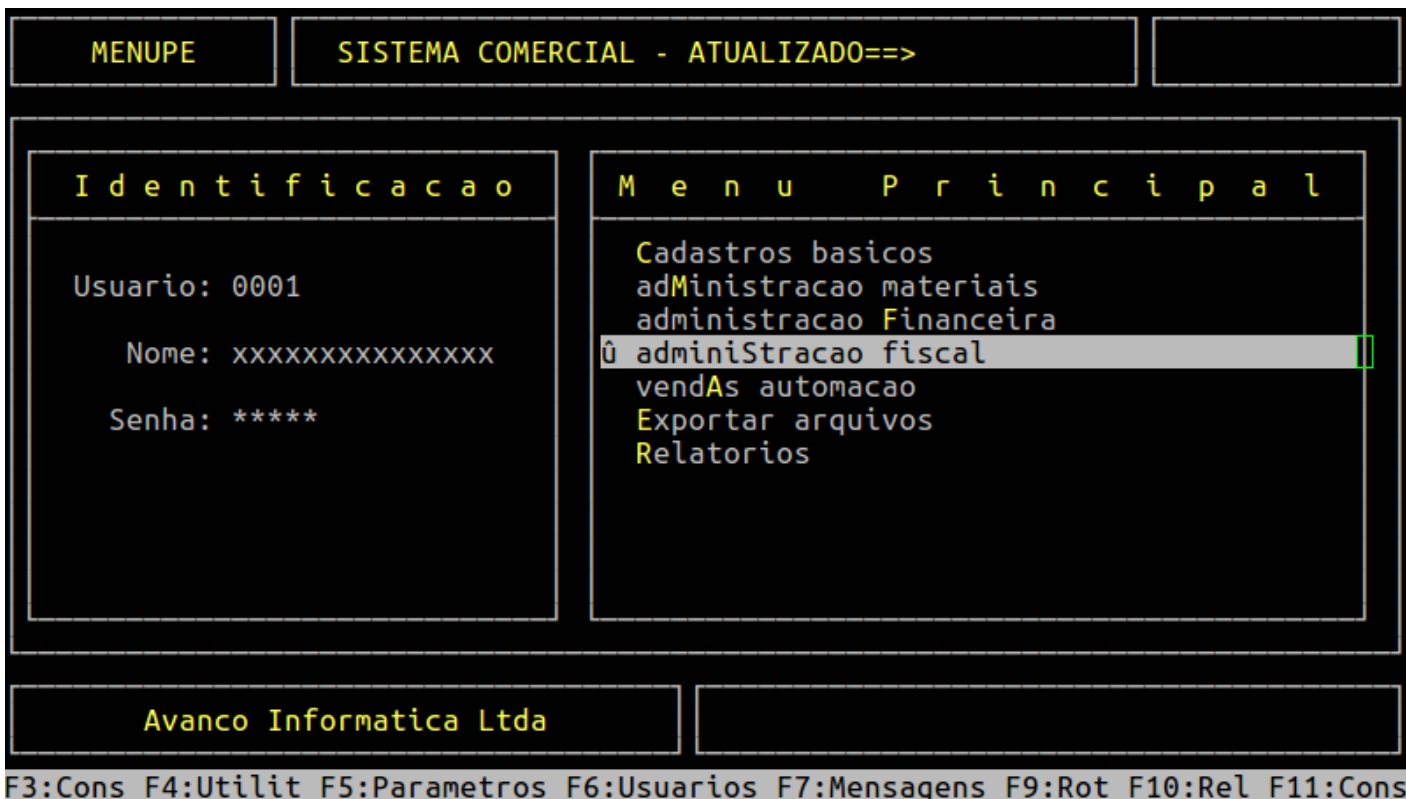 MENUPE
SISTEMA COMERCIAL - ATUALIZADO==>
I d e n t i f i c a c a o
Usuario: 0001
Nome: xxxxxxxxxxxxxxx
Senha: *****
M e n u P r i n c i p a l
Cadastros basicos
adMinistracao materiais
administracao Financeira
û adminiStracao fiscal
vendAs automacao
Exportar arquivos
Relatorios
Avanco Informatica Ltda
F3:Cons F4:Utilit F5:Parametros F6:Usuarios F7:Mensagens F9:Rot F10:Rel F11:Cons